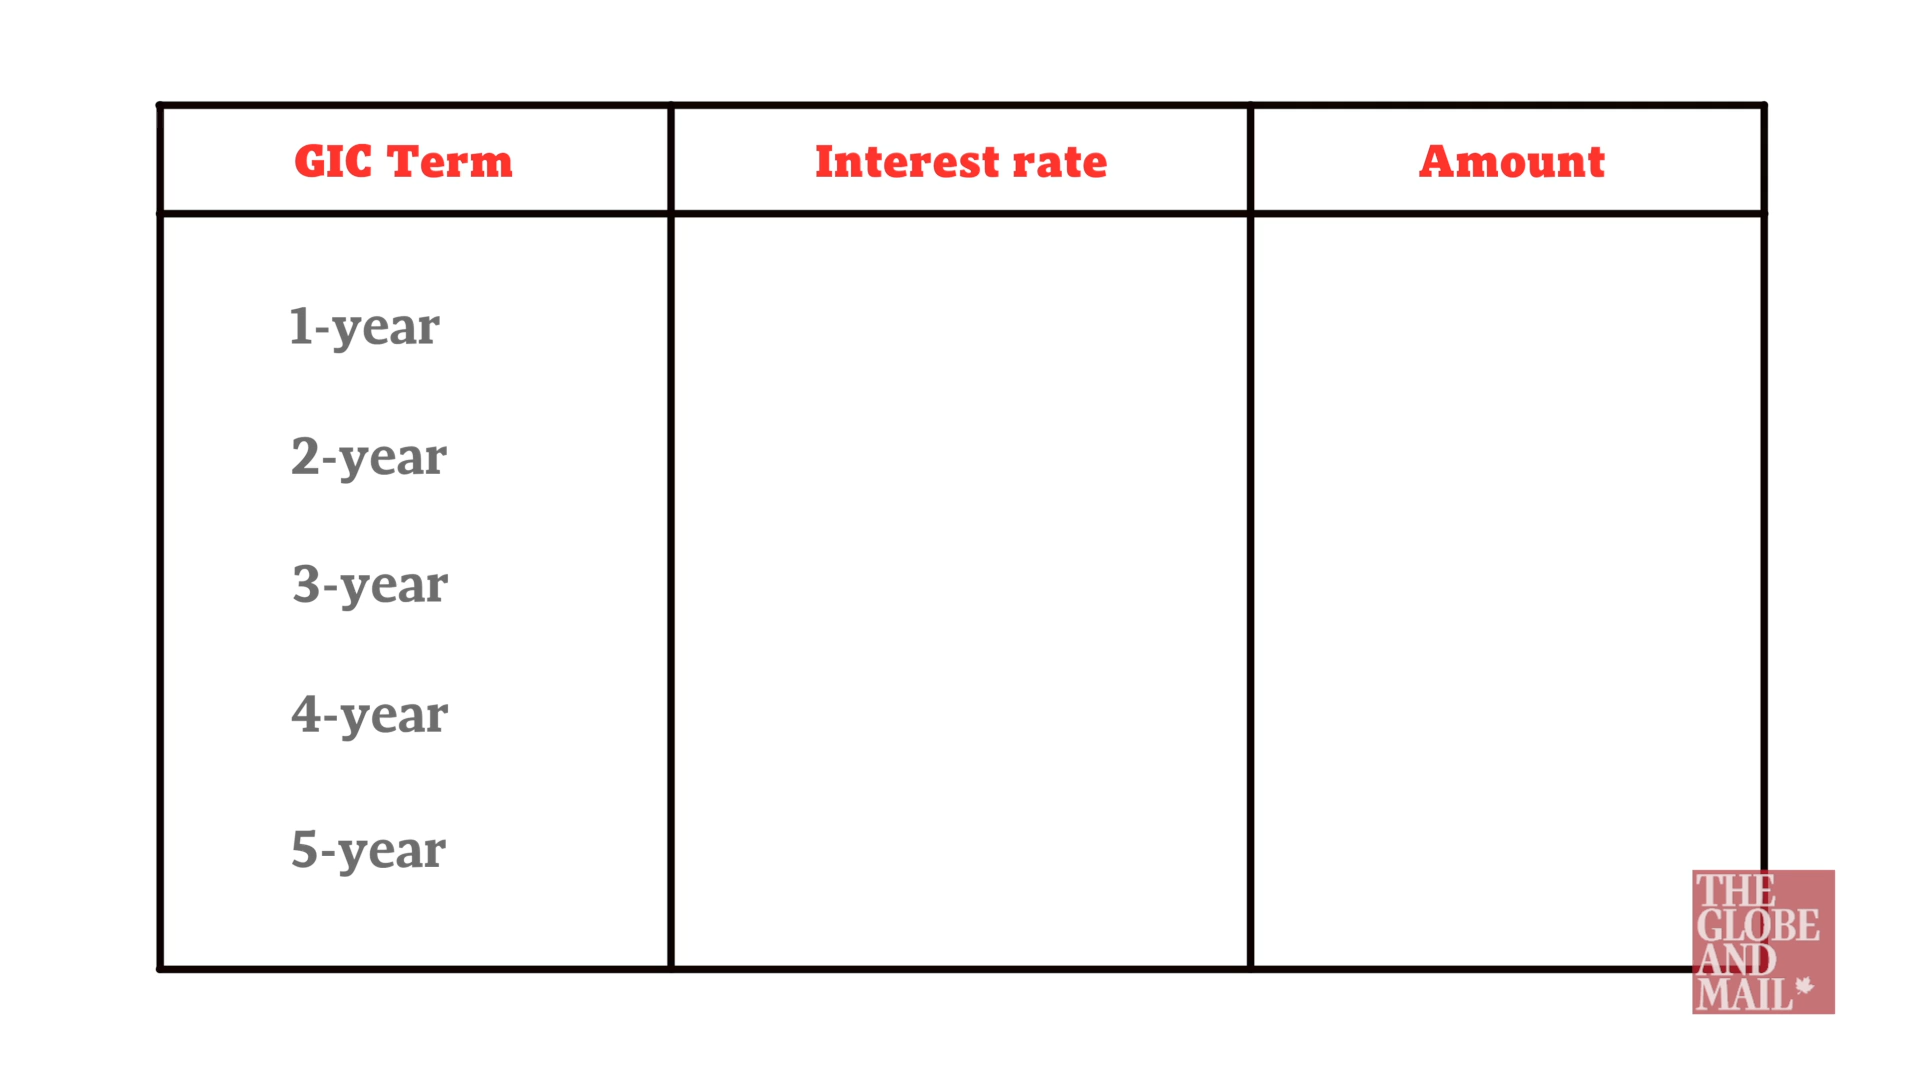 GIC Term
Interest rate
Amount
1-year
2-year
3-year
4-year
5-year
THE
GLOBE
AND
MAIL